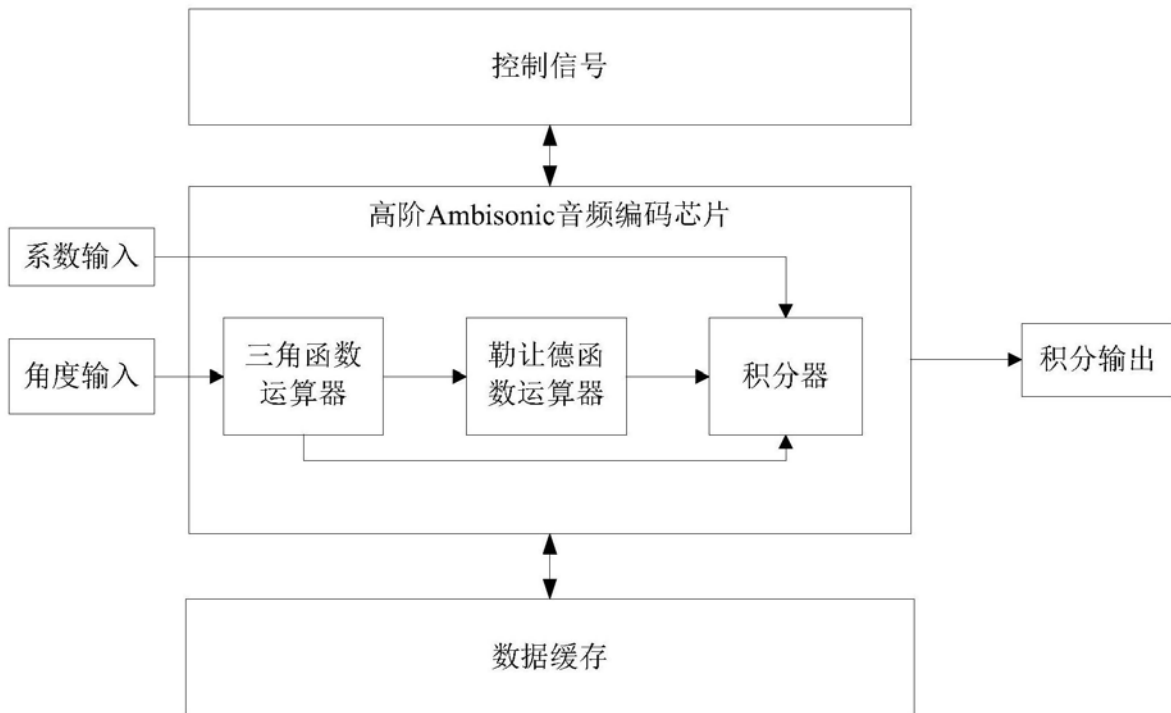 控制信号
高阶Ambisonic音频编码芯片
系数输入
角度输入
三角函数
运算器
勒让德函
数运算器
积分器
积分输出
数据缓存